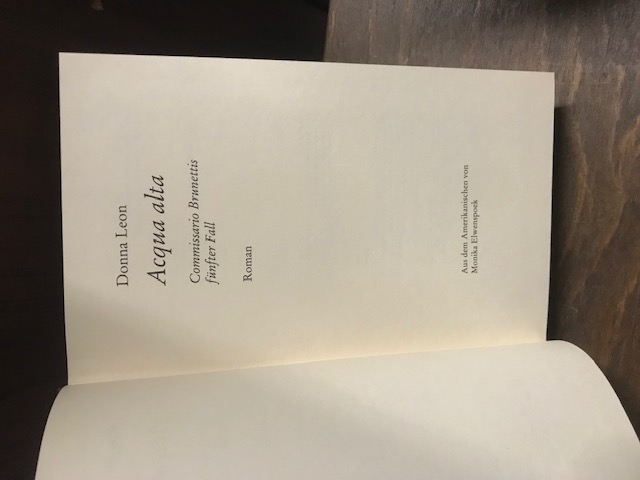 Donna Leon
Acqua alta
Commissario Brunettis
fünfter Fall
Roman
Aus dem Amerikanischen von
Monika Elwenspoek